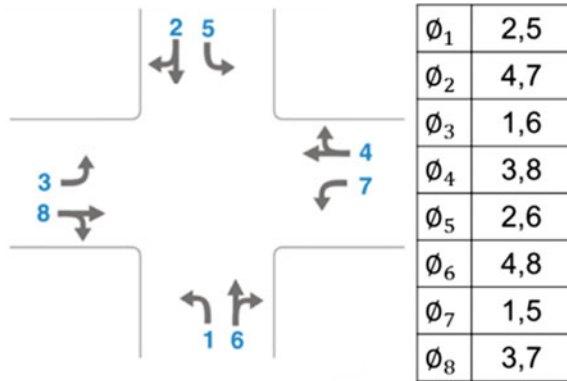 2 5
3
8
4
7
1 6
Ø₁ 2,5
Ø₂ 4,7
Ø₃ 1,6
Ø₄ 3,8
Ø₅ 2,6
Ø₆ 4,8
Ø₇ 1,5
Ø₈ 3,7